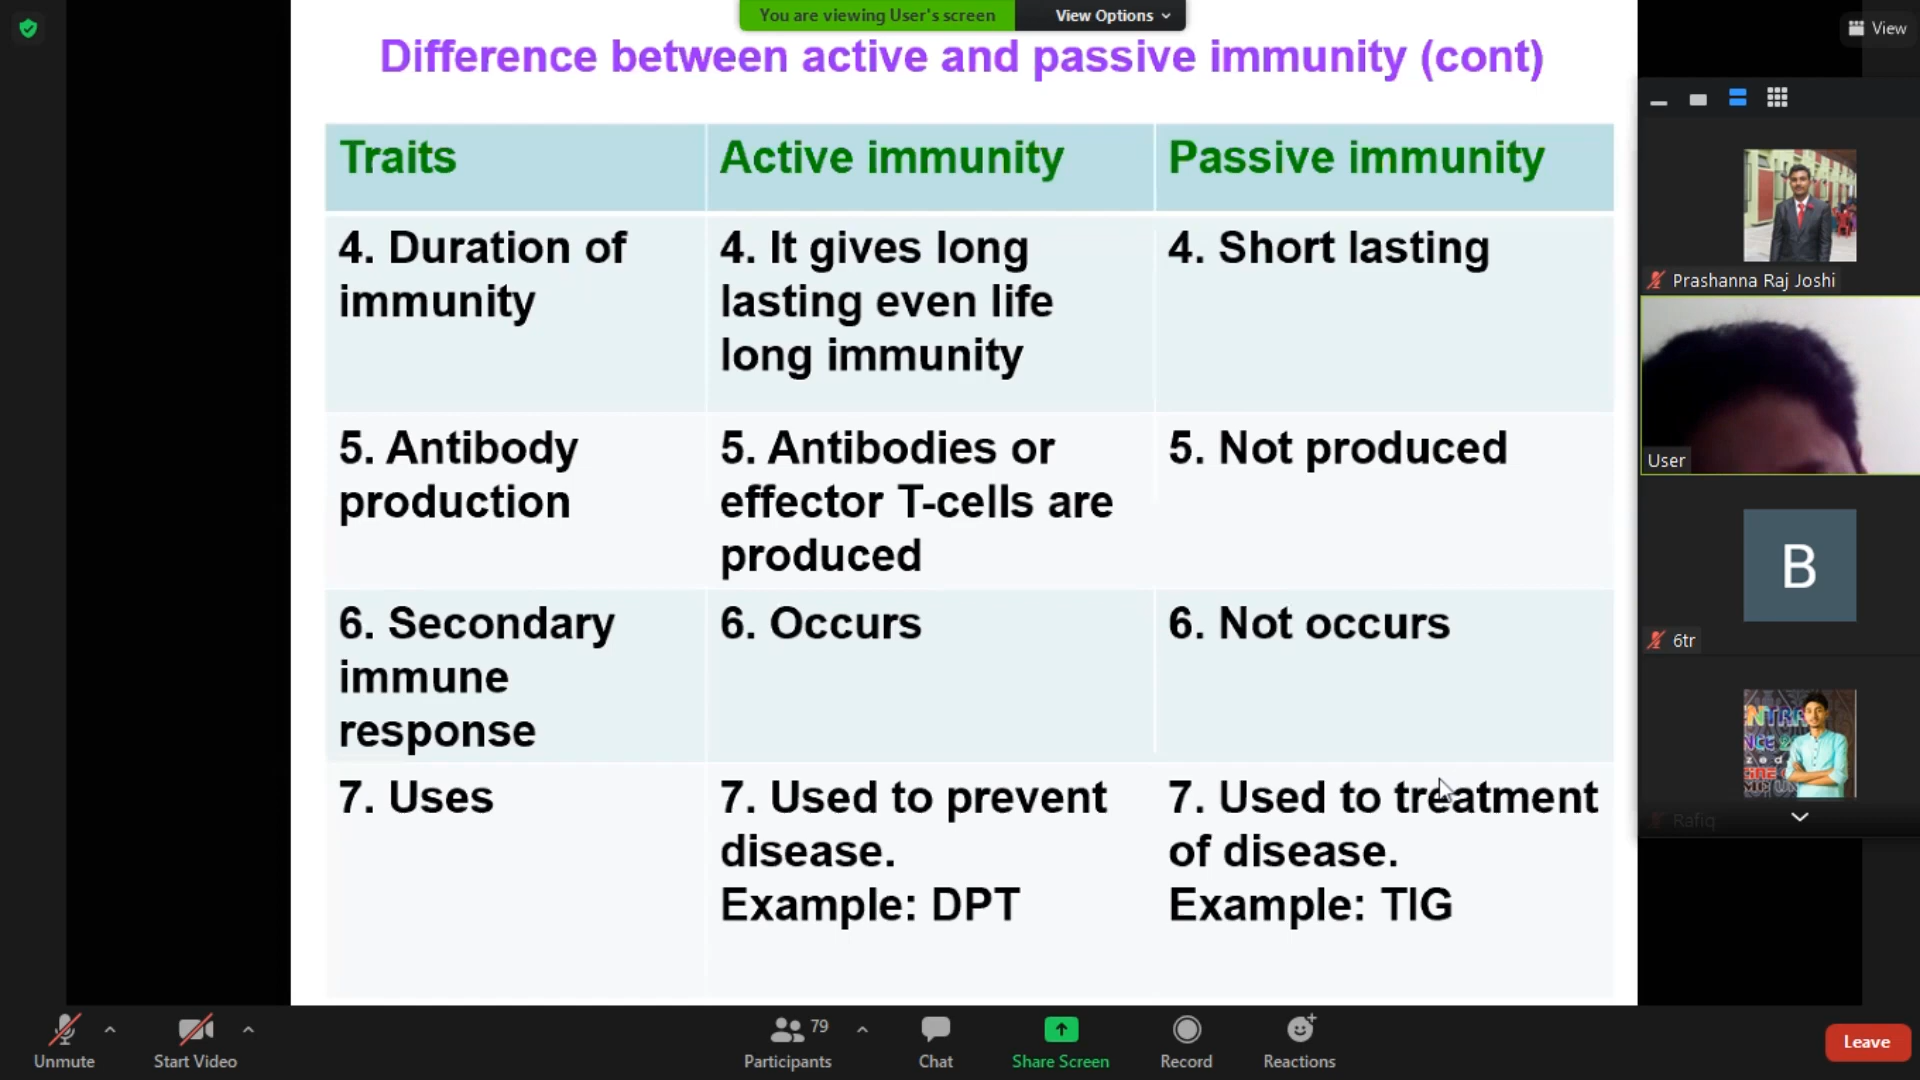 You are viewing User's screen
View Options
View
Difference between active and passive immunity (cont)
Traits
Active immunity
Passive immunity
4. Duration of
immunity
4. It gives long
lasting even life
long immunity
4. Short lasting
5. Antibody
production
5. Antibodies or
effector T-cells are
produced
5. Not produced
6. Secondary
immune
response
6. Occurs
6. Not occurs
7. Uses
7. Used to prevent
disease.
Example: DPT
7. Used to treatment
of disease.
Example: TIG
Prashanna Raj Joshi
User
B
6tr
Rafiq
Unmute
Start Video
79
Participants
Chat
Share Screen
Record
Reactions
Leave